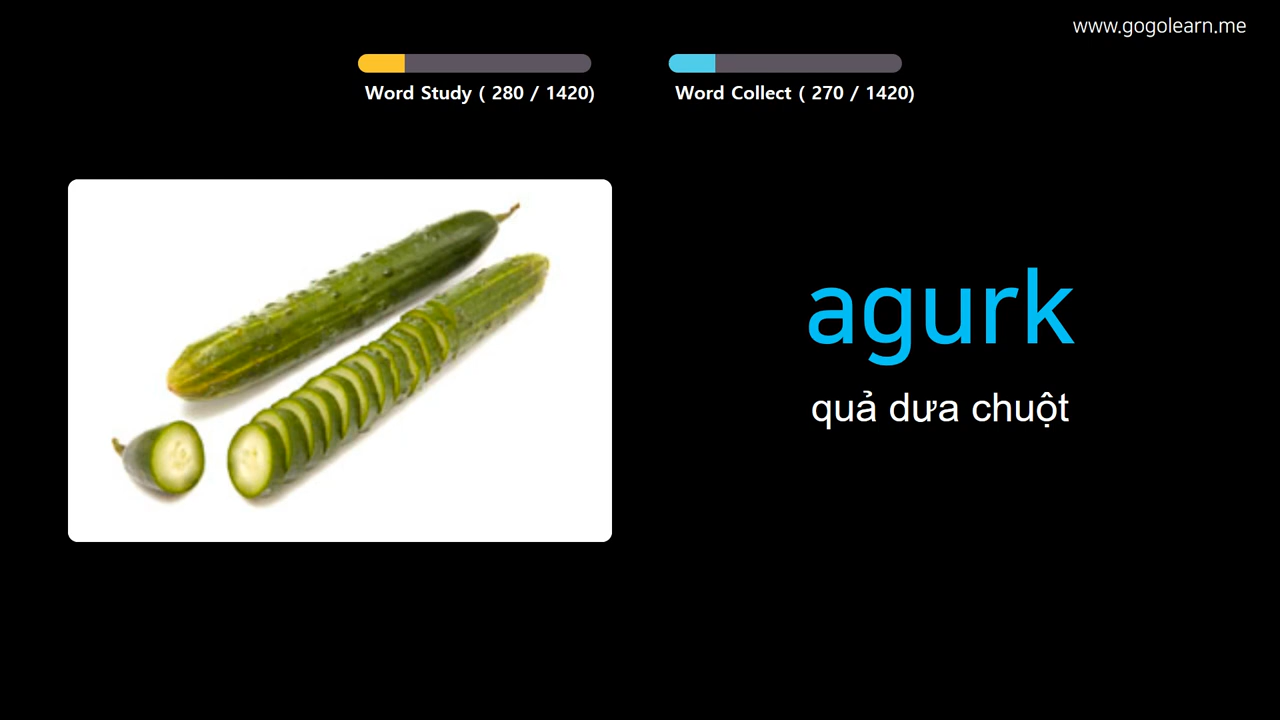 www.gogolearn.me
Word Study ( 280 / 1420)
Word Collect ( 270 / 1420)
agurk
quả dưa chuột